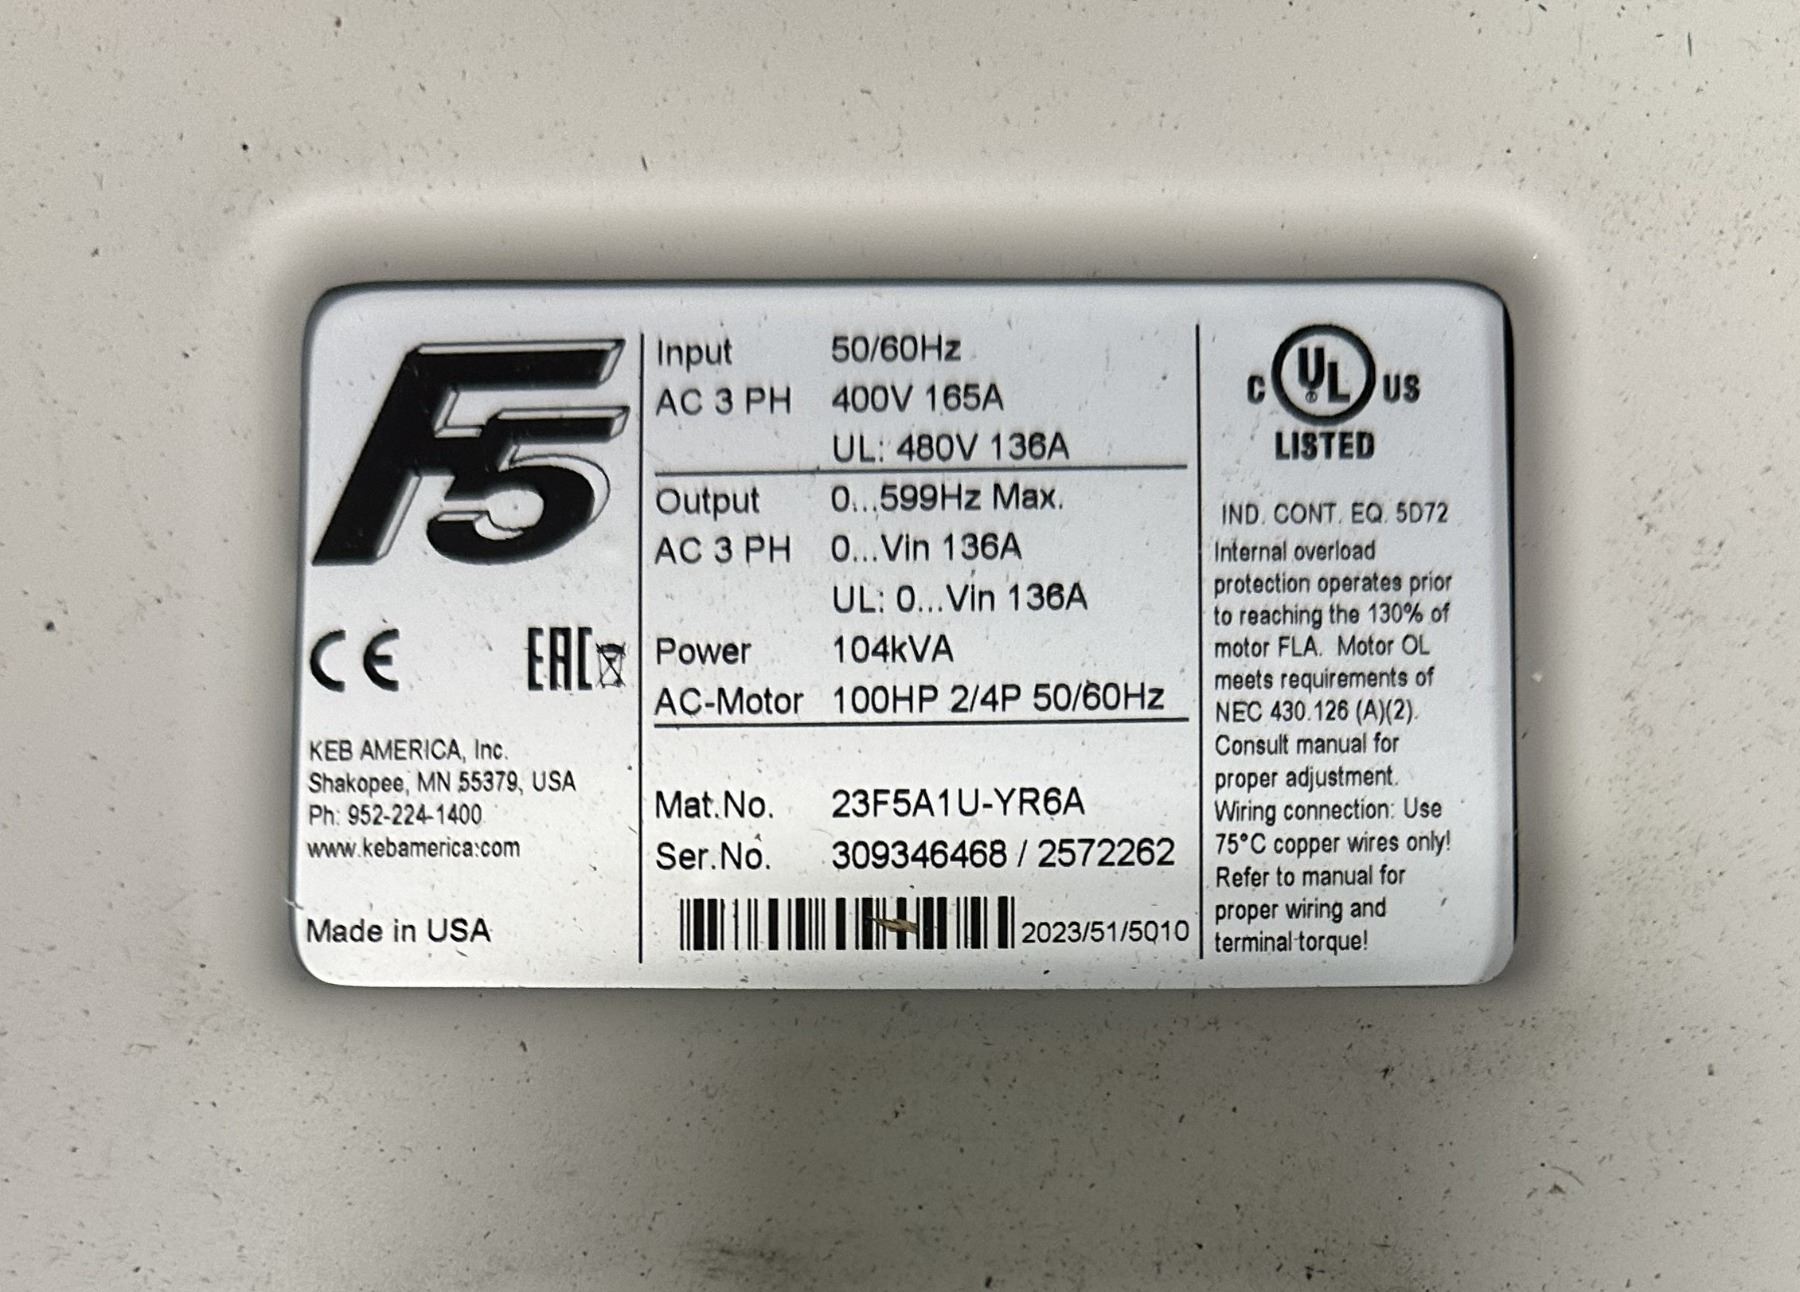 F5
CE EAC
KEB AMERICA, Inc.
Shakopee, MN 55379, USA
Ph: 952-224-1400
www.kebamerica.com
Made in USA
Input 50/60Hz
AC 3 PH 400V 165A
UL: 480V 136A
Output 0...599Hz Max.
AC 3 PH 0...Vin 136A
UL: 0...Vin 136A
Power 104kVA
AC-Motor 100HP 2/4P 50/60Hz
Mat.No. 23F5A1U-YR6A
Ser.No. 309346468 / 2572262
2023/51/5010
C UL ® US
LISTED
IND. CONT. EQ. 5D72
Internal overload
protection operates prior
to reaching the 130% of
motor FLA. Motor OL
meets requirements of
NEC 430.126 (A)(2).
Consult manual for
proper adjustment.
Wiring connection: Use
75°C copper wires only!
Refer to manual for
proper wiring and
terminal torque!